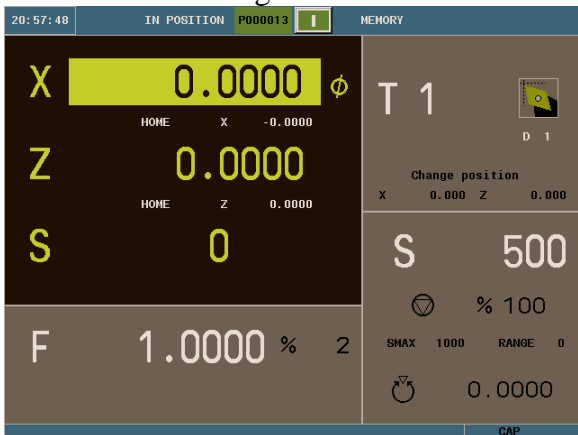 20:57:48 IN POSITION P000013 I MEMORY
X 0.0000 ϕ
HOME X -0.0000
Z 0.0000
HOME Z 0.0000
S 0
F 1.0000 % 2
T 1
D 1
Change position
X 0.000 Z 0.000
S 500
% 100
SMAX 1000 RANGE 0
0.0000
CAP